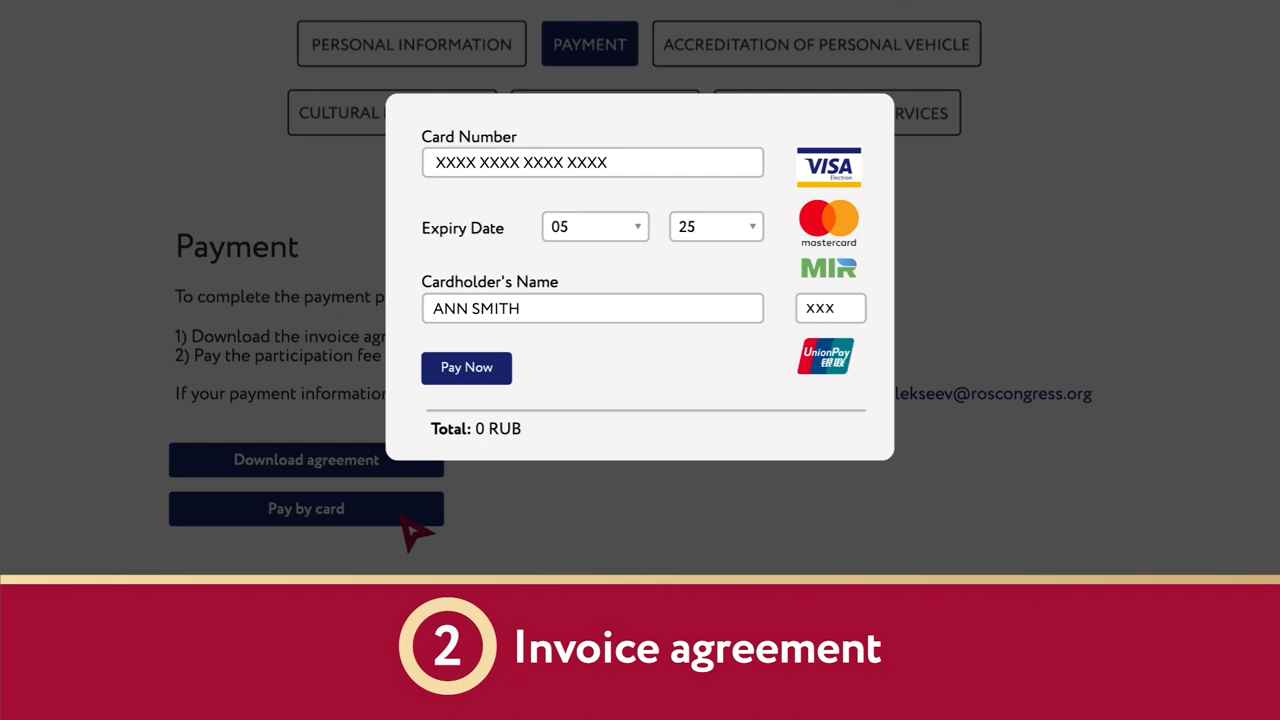 PERSONAL INFORMATION
PAYMENT
ACCREDITATION OF PERSONAL VEHICLE
CULTURAL
RVICES
Card Number
XXXX XXXX XXXX XXXX
VISA
Electron
Expiry Date
05
25
mastercard
MIR
Cardholder's Name
ANN SMITH
XXX
UnionPay
银联
Pay Now
Total: 0 RUB
Payment
To complete the payment p
1) Download the invoice agr
2) Pay the participation fee
If your payment information
lekseev@roscongress.org
Download agreement
Pay by card
2 Invoice agreement